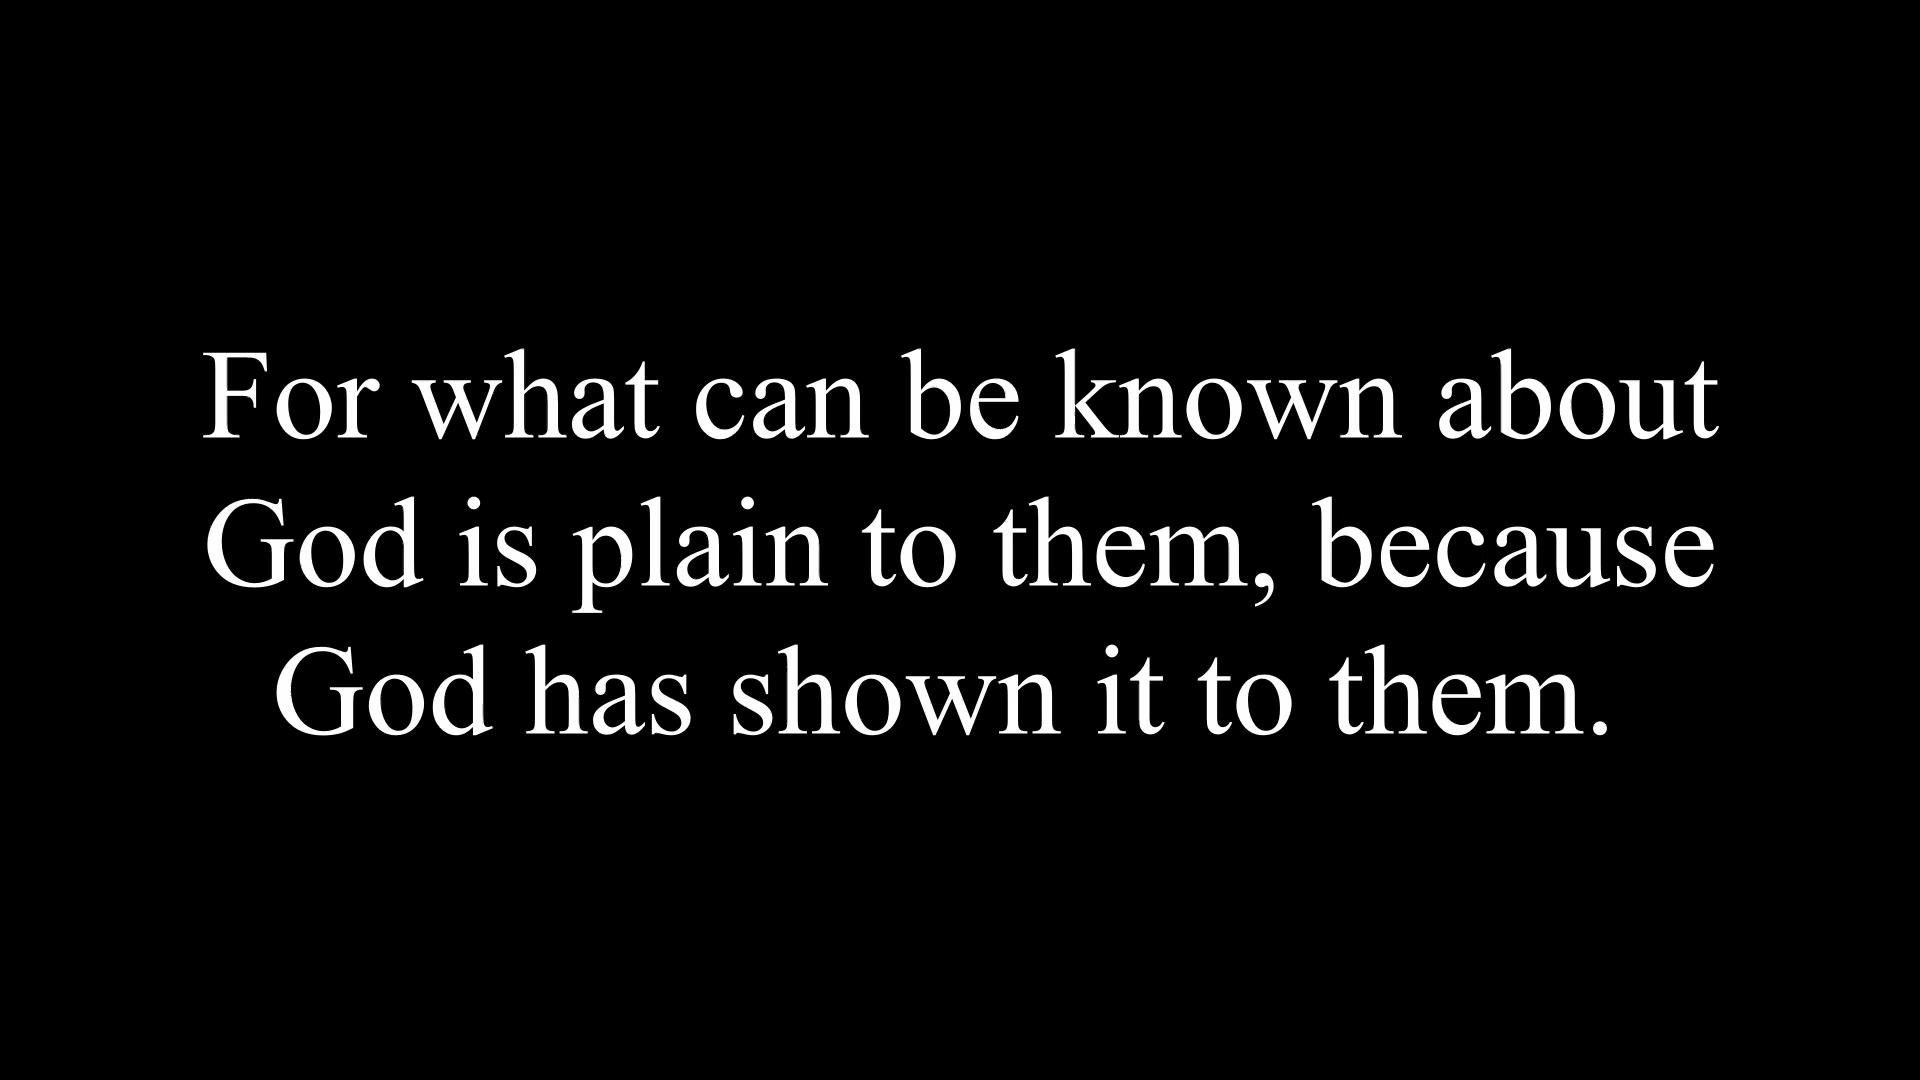 For what can be known about
God is plain to them, because
God has shown it to them.